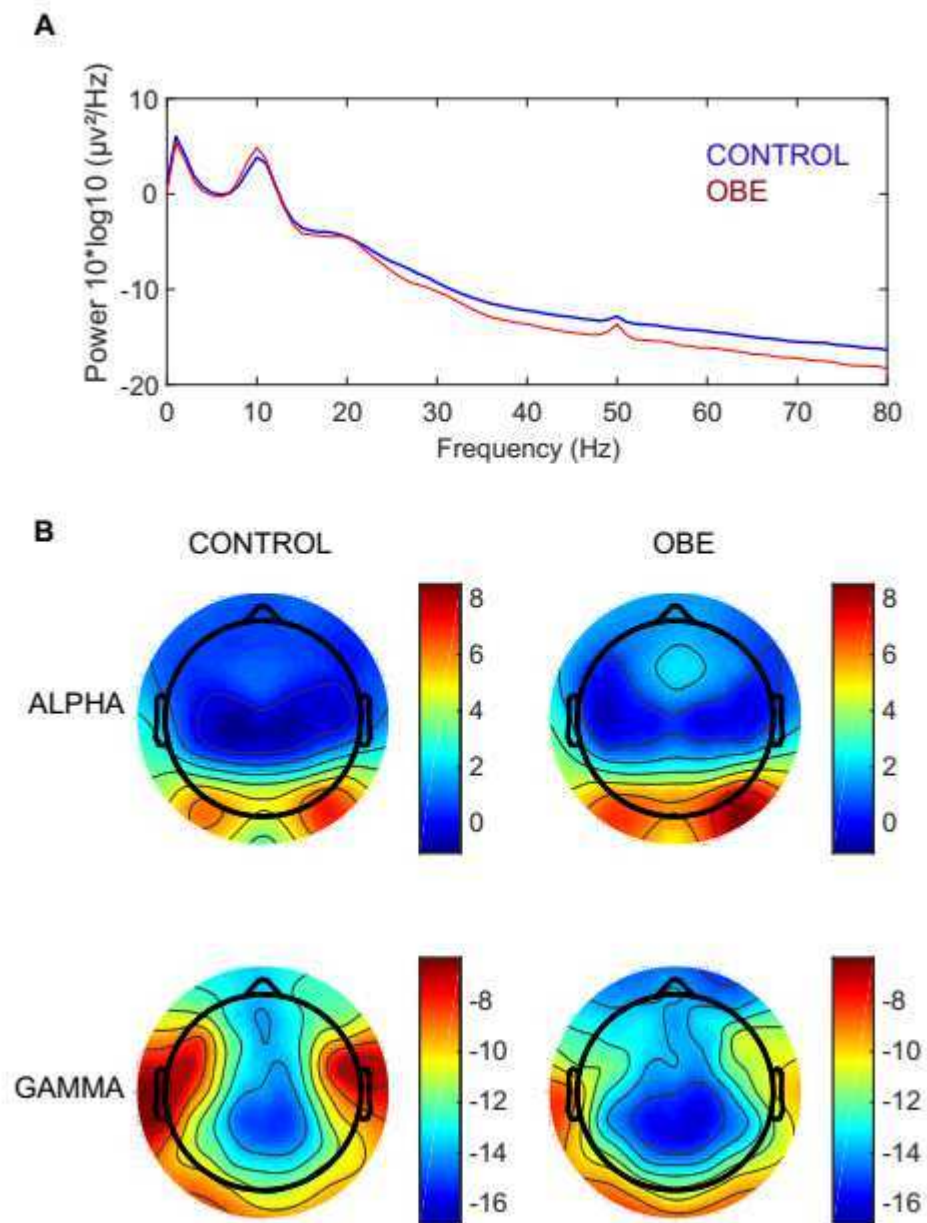 A
Power 10*log10 (µv²/Hz)
10
0
-10
-20
CONTROL
OBE
0 10 20 30 40 50 60 70 80
Frequency (Hz)
B
CONTROL OBE
ALPHA
8
6
4
2
0
8
6
4
2
0
GAMMA
-8
-10
-12
-14
-16
-8
-10
-12
-14
-16